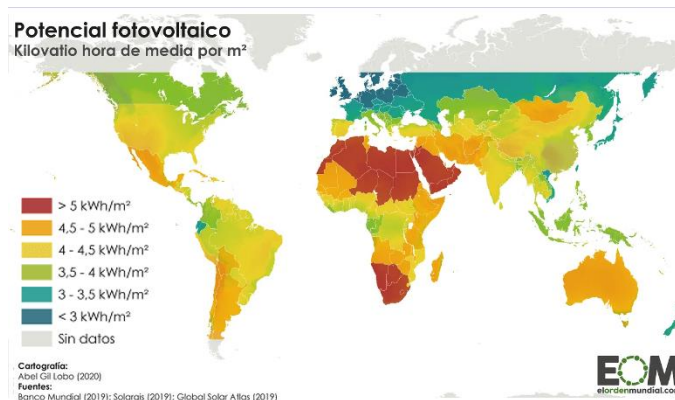 Potencial fotovoltaico
Kilovatio hora de media por m²
> 5 kWh/m²
4,5 - 5 kWh/m²
4 - 4,5 kWh/m²
3,5 - 4 kWh/m²
3 - 3,5 kWh/m²
< 3 kWh/m²
Sin datos
Cartografía:
Abel Gil Lobo (2020)
Fuentes:
Banco Mundial (2019); Solargis (2019); Global Solar Atlas (2019)
EOM
elordenmundial.com